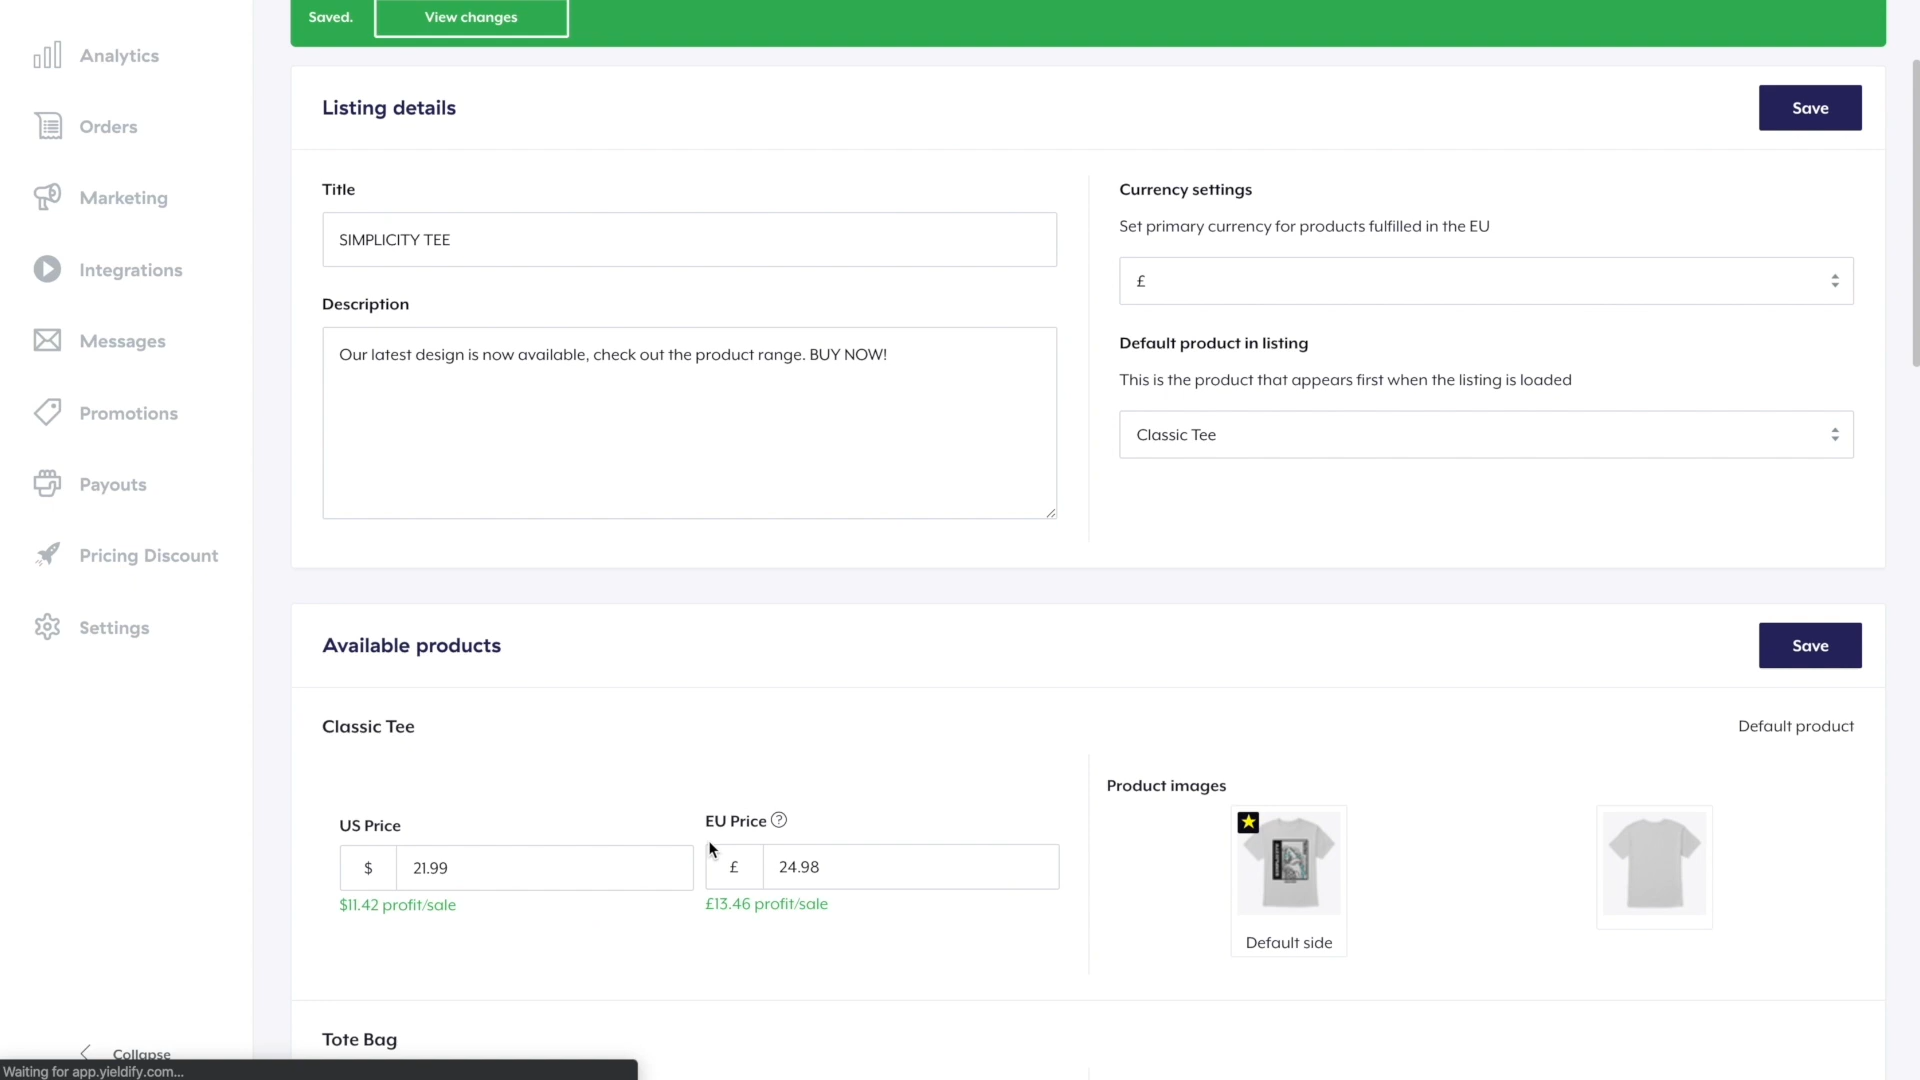 Saved.
View changes
Analytics
Orders
Marketing
Integrations
Messages
Promotions
Payouts
Pricing Discount
Settings
Collapse
Waiting for app.yieldify.com...
Listing details
Save
Title
SIMPLICITY TEE
Description
Our latest design is now available, check out the product range. BUY NOW!
Currency settings
Set primary currency for products fulfilled in the EU
£
Default product in listing
This is the product that appears first when the listing is loaded
Classic Tee
Available products
Save
Classic Tee
Default product
US Price
$ 21.99
$11.42 profit/sale
EU Price ?
£ 24.98
£13.46 profit/sale
Product images
Default side
Tote Bag